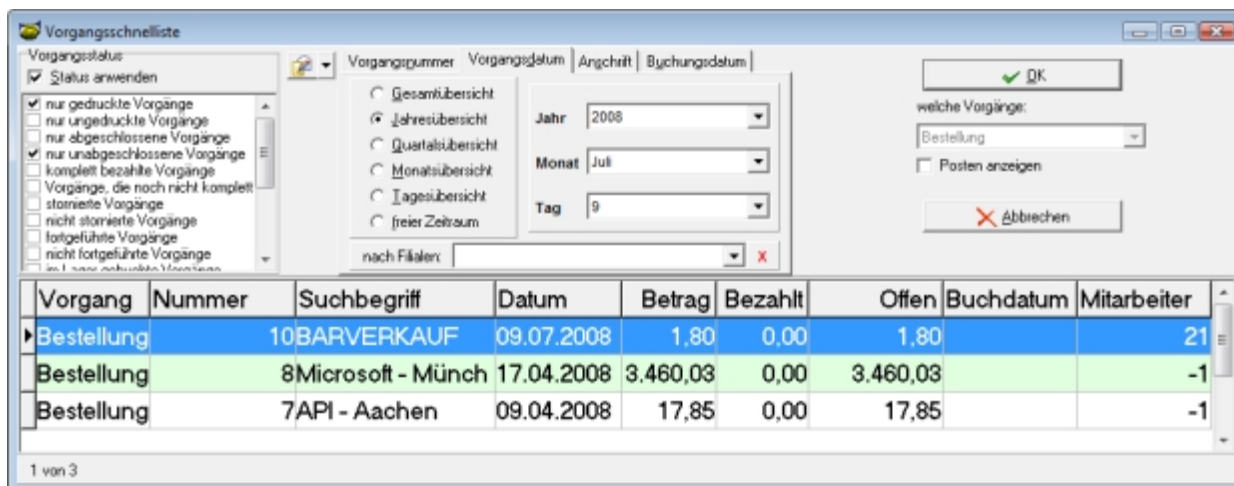 Vorgangsschnelliste
Vorgangsstatus
Status anwenden
nur gedruckte Vorgänge
nur ungedruckte Vorgänge
nur abgeschlossene Vorgänge
nur unabgeschlossene Vorgänge
komplett bezahlte Vorgänge
Vorgänge, die noch nicht komplett
stornierte Vorgänge
nicht stornierte Vorgänge
fortgeführte Vorgänge
nicht fortgeführte Vorgänge
im Lager gebuchte Vorgänge
Vorgangsnummer Vorgangsdatum Anschrift Buchungsdatum
Gesamtübersicht
Jahresübersicht
Quartalsübersicht
Monatsübersicht
Tagesübersicht
freier Zeitraum
Jahr 2008
Monat Juli
Tag 9
nach Filialen: X
OK
welche Vorgänge:
Bestellung
Posten anzeigen
Abbrechen
Vorgang Nummer Suchbegriff Datum Betrag Bezahlt Offen Buchdatum Mitarbeiter
Bestellung 10 BARVERKAUF 09.07.2008 1,80 0,00 1,80 21
Bestellung 8 Microsoft - Münch 17.04.2008 3.460,03 0,00 3.460,03 -1
Bestellung 7 API - Aachen 09.04.2008 17,85 0,00 17,85 -1
1 von 3